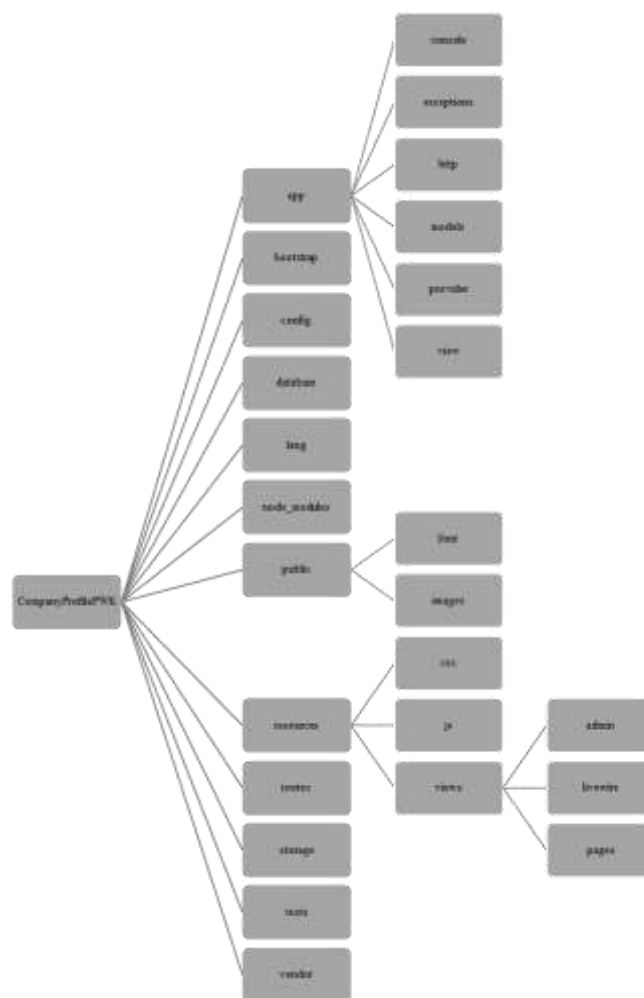 console
exceptions
app
http
bootstrap
models
config
provider
database
view
lang
node_modules
font
public
images
css
resources
js
admin
routes
views
livewire
storage
pages
tests
vendor